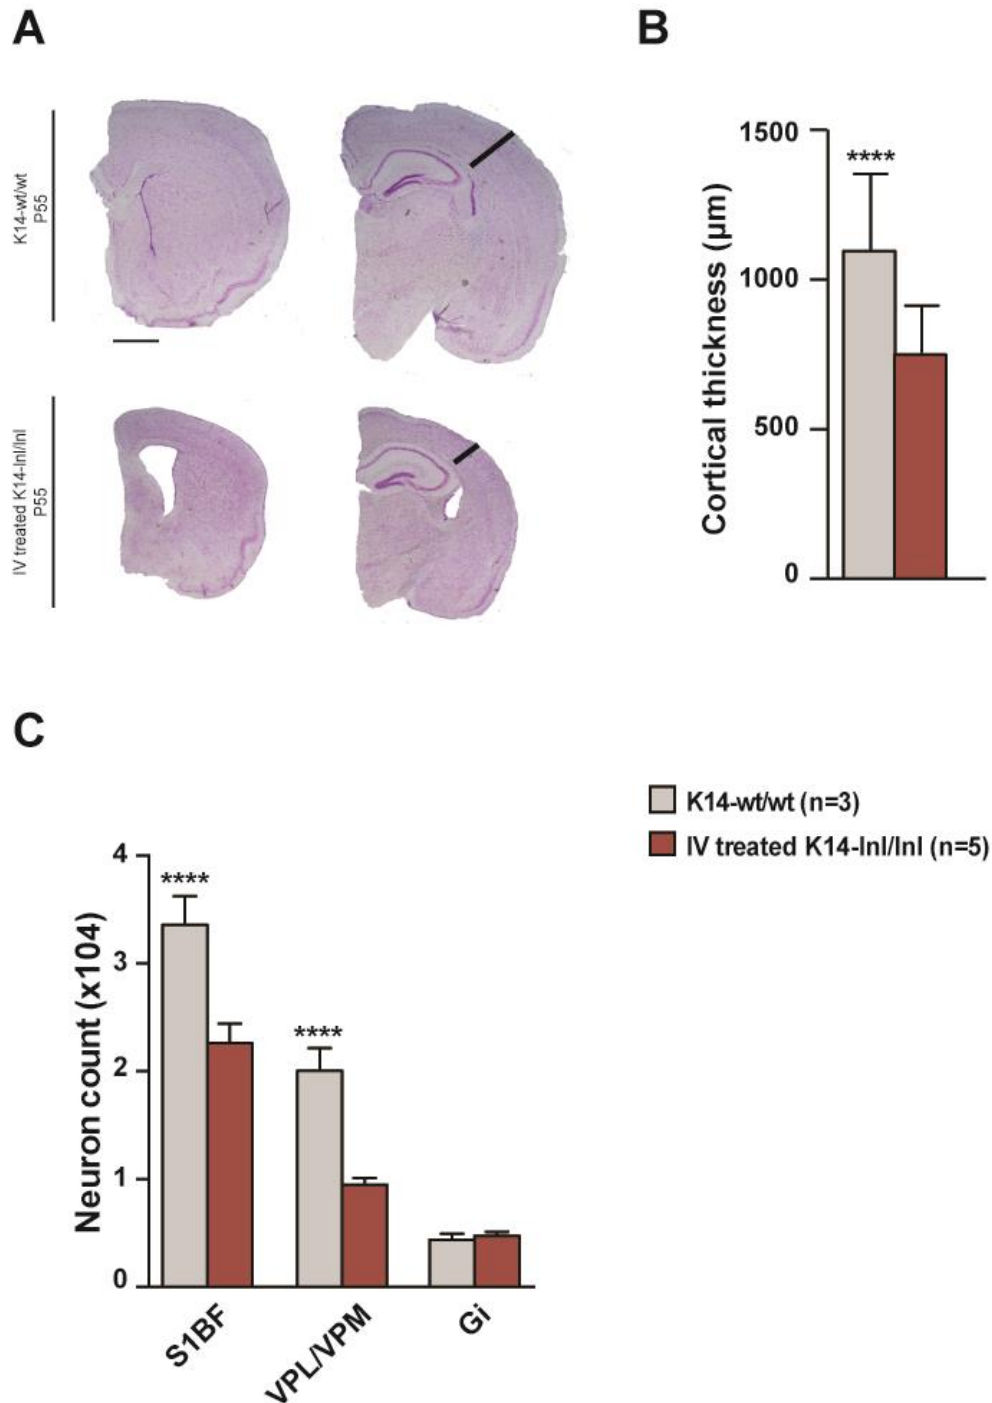 A
B
K14-wt/wt
P55
IV treated K14-lnl/lnl
P55
Cortical thickness (µm)
1500
1000
500
0
****
C
K14-wt/wt (n=3)
IV treated K14-lnl/lnl (n=5)
Neuron count (x104)
4
3
2
1
0
****
****
S1BF
VPL/VPM
Gi